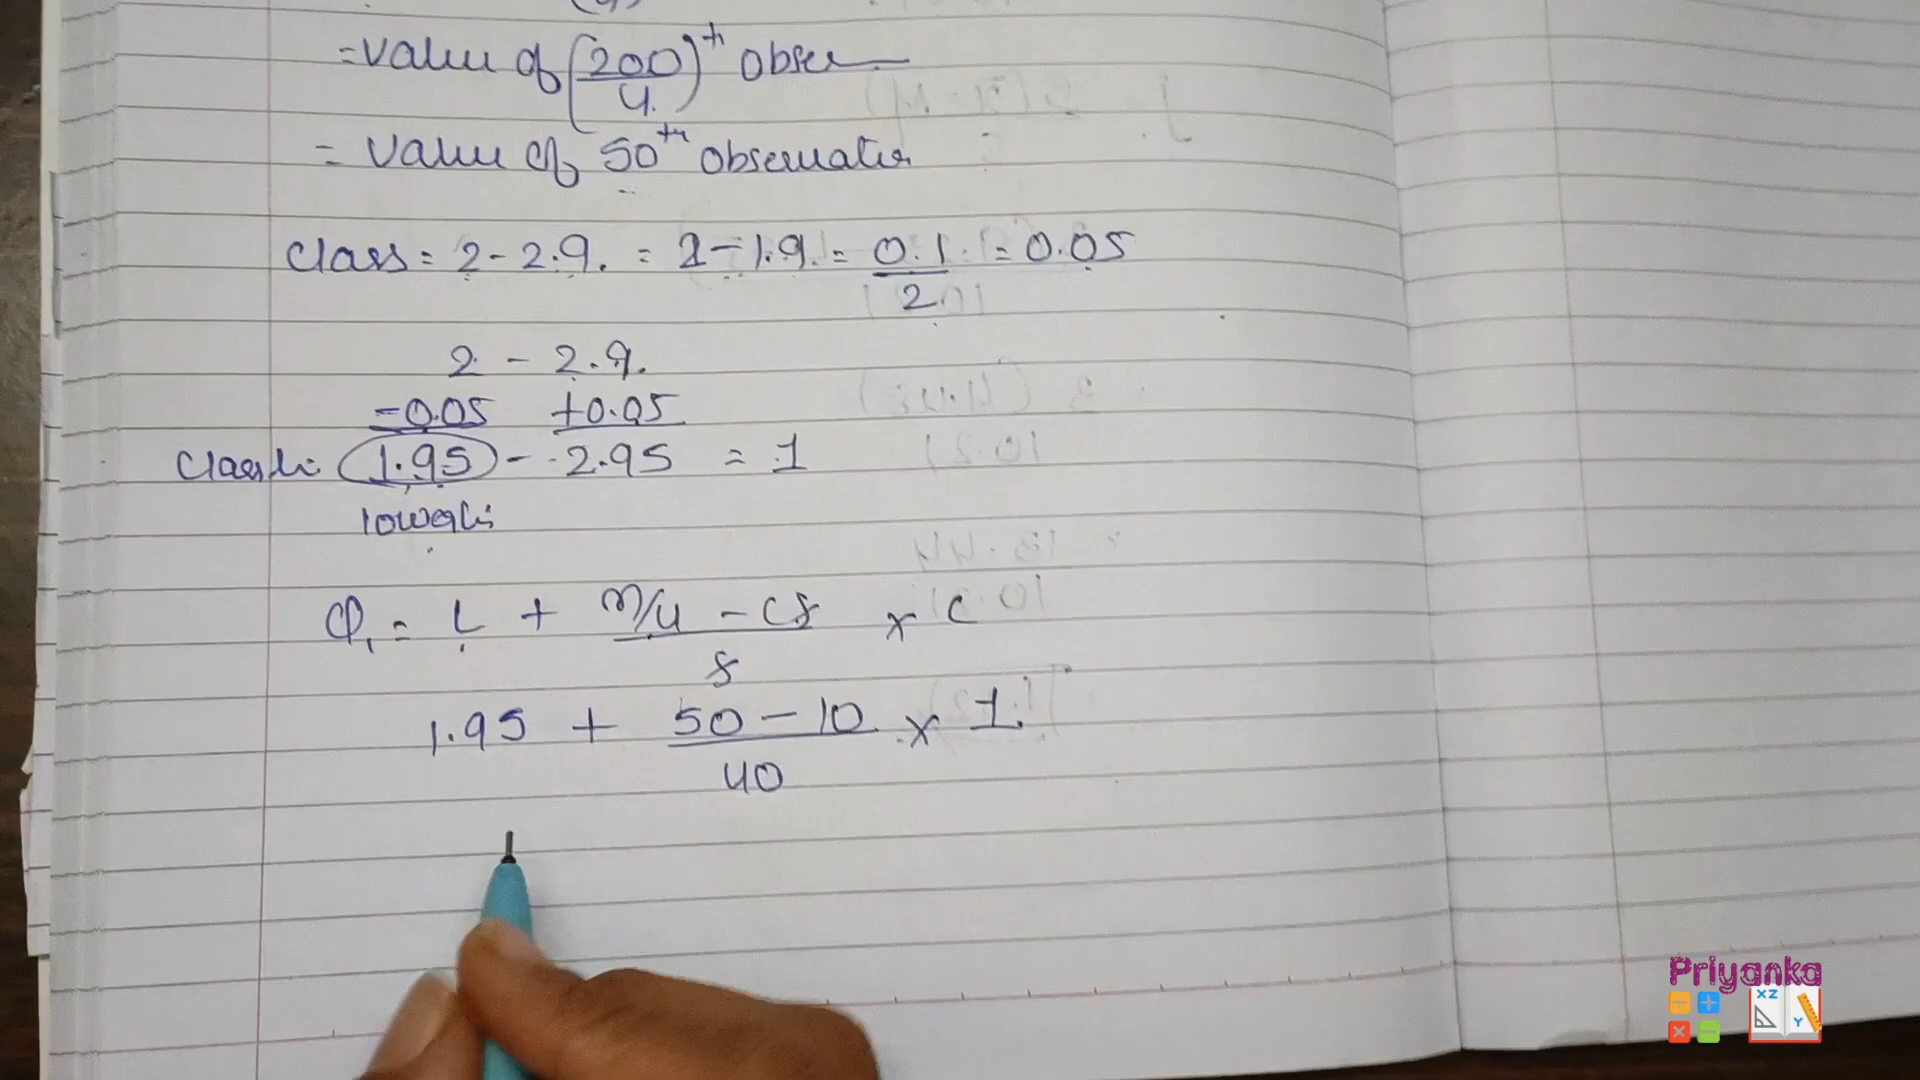 = value of (200/4)th obser
= value of 50th observation
Class = 2 - 2.9. = 2 - 1.9 = 0.1/2 = 0.05
2 - 2.9.
-0.05 +0.05
1.95 - 2.95 = 1
Q1 = L + n/4 - cf / f × c
1.95 + 50 - 10 / 40 × 1.
Priyanka
XZ
Y